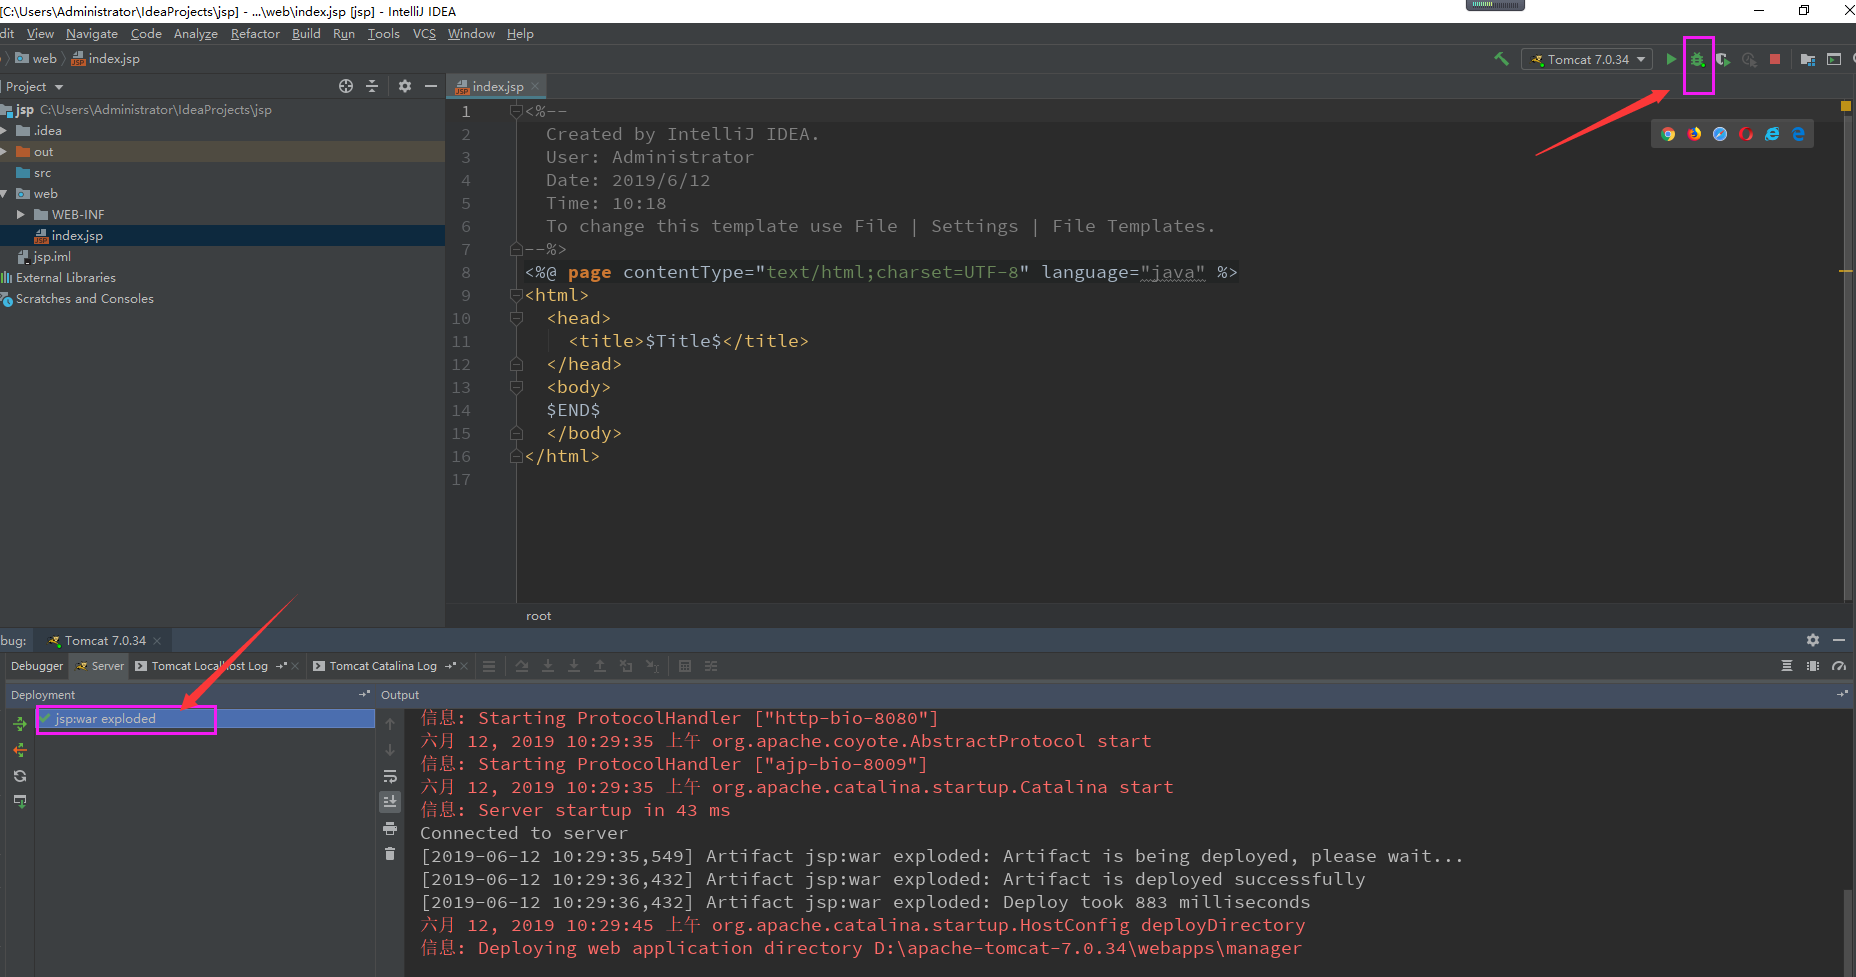 [C:\Users\Administrator\IdeaProjects\jsp] - ...\web\index.jsp [jsp] - IntelliJ IDEA
dit View Navigate Code Analyze Refactor Build Run Tools VCS Window Help
web index.jsp
Tomcat 7.0.34
Project
index.jsp
jsp C:\Users\Administrator\IdeaProjects\jsp
.idea
out
src
web
WEB-INF
index.jsp
jsp.iml
External Libraries
Scratches and Consoles
1 <%--
2 Created by IntelliJ IDEA.
3 User: Administrator
4 Date: 2019/6/12
5 Time: 10:18
6 To change this template use File | Settings | File Templates.
7 --%>
8 <%@ page contentType="text/html;charset=UTF-8" language="java" %>
9 <html>
10 <head>
11 <title>$Title$</title>
12 </head>
13 <body>
14 $END$
15 </body>
16 </html>
17
root
bug: Tomcat 7.0.34
Debugger Server Tomcat Localhost Log Tomcat Catalina Log
Deployment
Output
jsp:war exploded
信息: Starting ProtocolHandler ["http-bio-8080"]
六月 12, 2019 10:29:35 上午 org.apache.coyote.AbstractProtocol start
信息: Starting ProtocolHandler ["ajp-bio-8009"]
六月 12, 2019 10:29:35 上午 org.apache.catalina.startup.Catalina start
信息: Server startup in 43 ms
Connected to server
[2019-06-12 10:29:35,549] Artifact jsp:war exploded: Artifact is being deployed, please wait...
[2019-06-12 10:29:36,432] Artifact jsp:war exploded: Artifact is deployed successfully
[2019-06-12 10:29:36,432] Artifact jsp:war exploded: Deploy took 883 milliseconds
六月 12, 2019 10:29:45 上午 org.apache.catalina.startup.HostConfig deployDirectory
信息: Deploying web application directory D:\apache-tomcat-7.0.34\webapps\manager